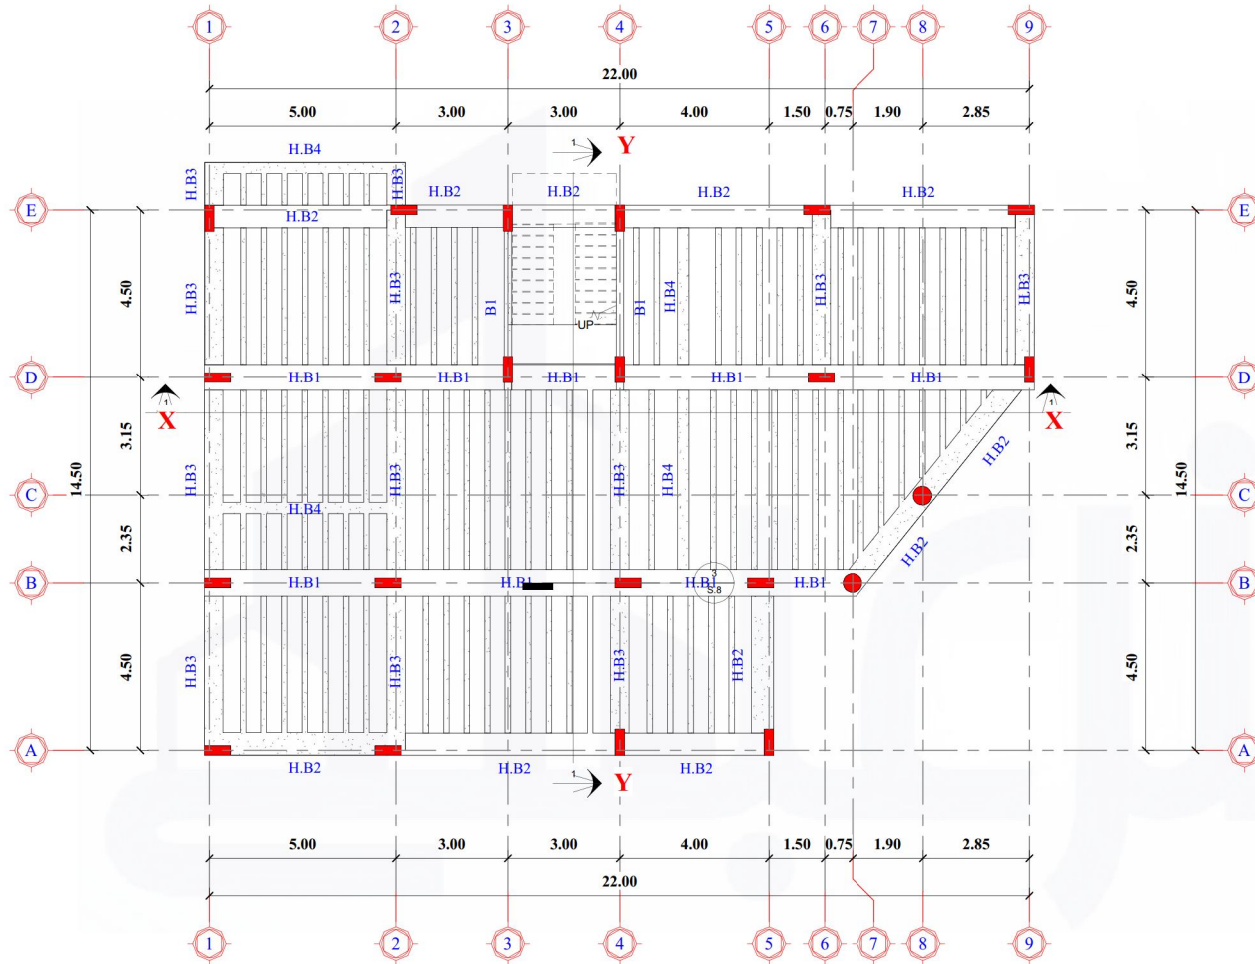 1 2 3 4 5 6 7 8 9
22.00
5.00 3.00 3.00 4.00 1.50 0.75 1.90 2.85
1 Y
H.B4
H.B3 H.B3 H.B2 H.B2 H.B2 H.B2
E H.B2 E
4.50 H.B3 H.B3 B1 B1 H.B4 H.B3 H.B3 4.50
UP
D H.B1 H.B1 H.B1 H.B1 H.B1 D
1 1
X X
3.15 H.B3 H.B3 H.B3 H.B4 H.B2 3.15
14.50 14.50
C C
H.B4
2.35 H.B2 2.35
3
B H.B1 H.B1 H.B1 H.B1 B
S.8
4.50 H.B3 H.B3 H.B3 H.B2 4.50
A A
H.B2 H.B2 H.B2
1 Y
5.00 3.00 3.00 4.00 1.50 0.75 1.90 2.85
22.00
1 2 3 4 5 6 7 8 9